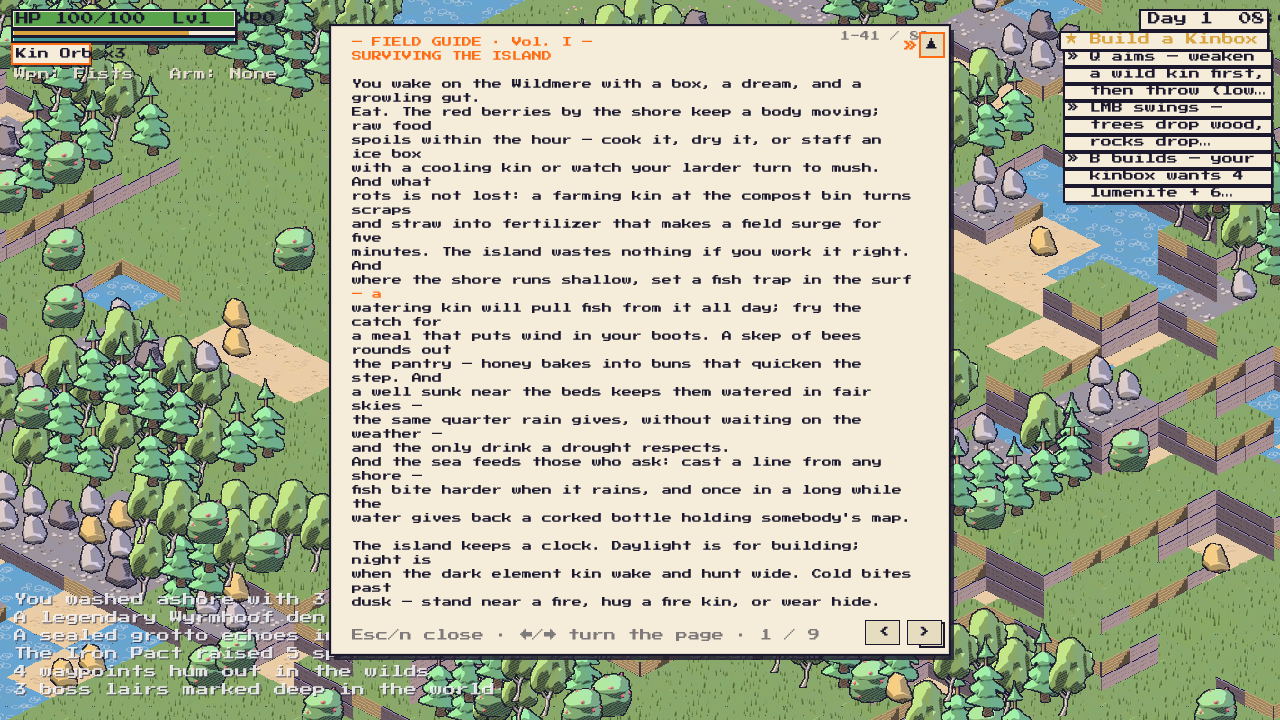 HP 100/100 Lv1 XP0
Kin Orb
Wpn: Fists Arm: None
Day 1 08:
★ Build a Kinbox
» Q aims — weaken
a wild kin first,
then throw (low…
» LMB swings —
trees drop wood,
rocks drop…
» B builds — your
kinbox wants 4
lumenite + 6…
1-41 /
— FIELD GUIDE · Vol. I —
SURVIVING THE ISLAND
You wake on the Wildmere with a box, a dream, and a
growling gut.
Eat. The red berries by the shore keep a body moving;
raw food
spoils within the hour — cook it, dry it, or staff an
ice box
with a cooling kin or watch your larder turn to mush.
And what
rots is not lost: a farming kin at the compost bin turns
scraps
and straw into fertilizer that makes a field surge for
five
minutes. The island wastes nothing if you work it right.
And
where the shore runs shallow, set a fish trap in the surf
— a
watering kin will pull fish from it all day; fry the
catch for
a meal that puts wind in your boots. A skep of bees
rounds out
the pantry — honey bakes into buns that quicken the
step. And
a well sunk near the beds keeps them watered in fair
skies —
the same quarter rain gives, without waiting on the
weather —
and the only drink a drought respects.
And the sea feeds those who ask: cast a line from any
shore —
fish bite harder when it rains, and once in a long while
the
water gives back a corked bottle holding somebody's map.
The island keeps a clock. Daylight is for building;
night is
when the dark element kin wake and hunt wide. Cold bites
past
dusk — stand near a fire, hug a fire kin, or wear hide.
Esc/n close · ←/→ turn the page · 1 / 9
You washed ashore with 3
A legendary Wyrmhoof den
A sealed grotto echoes
The Iron Pact raised 5
4 waypoints hum out in the wilds
3 boss lairs marked deep in the world